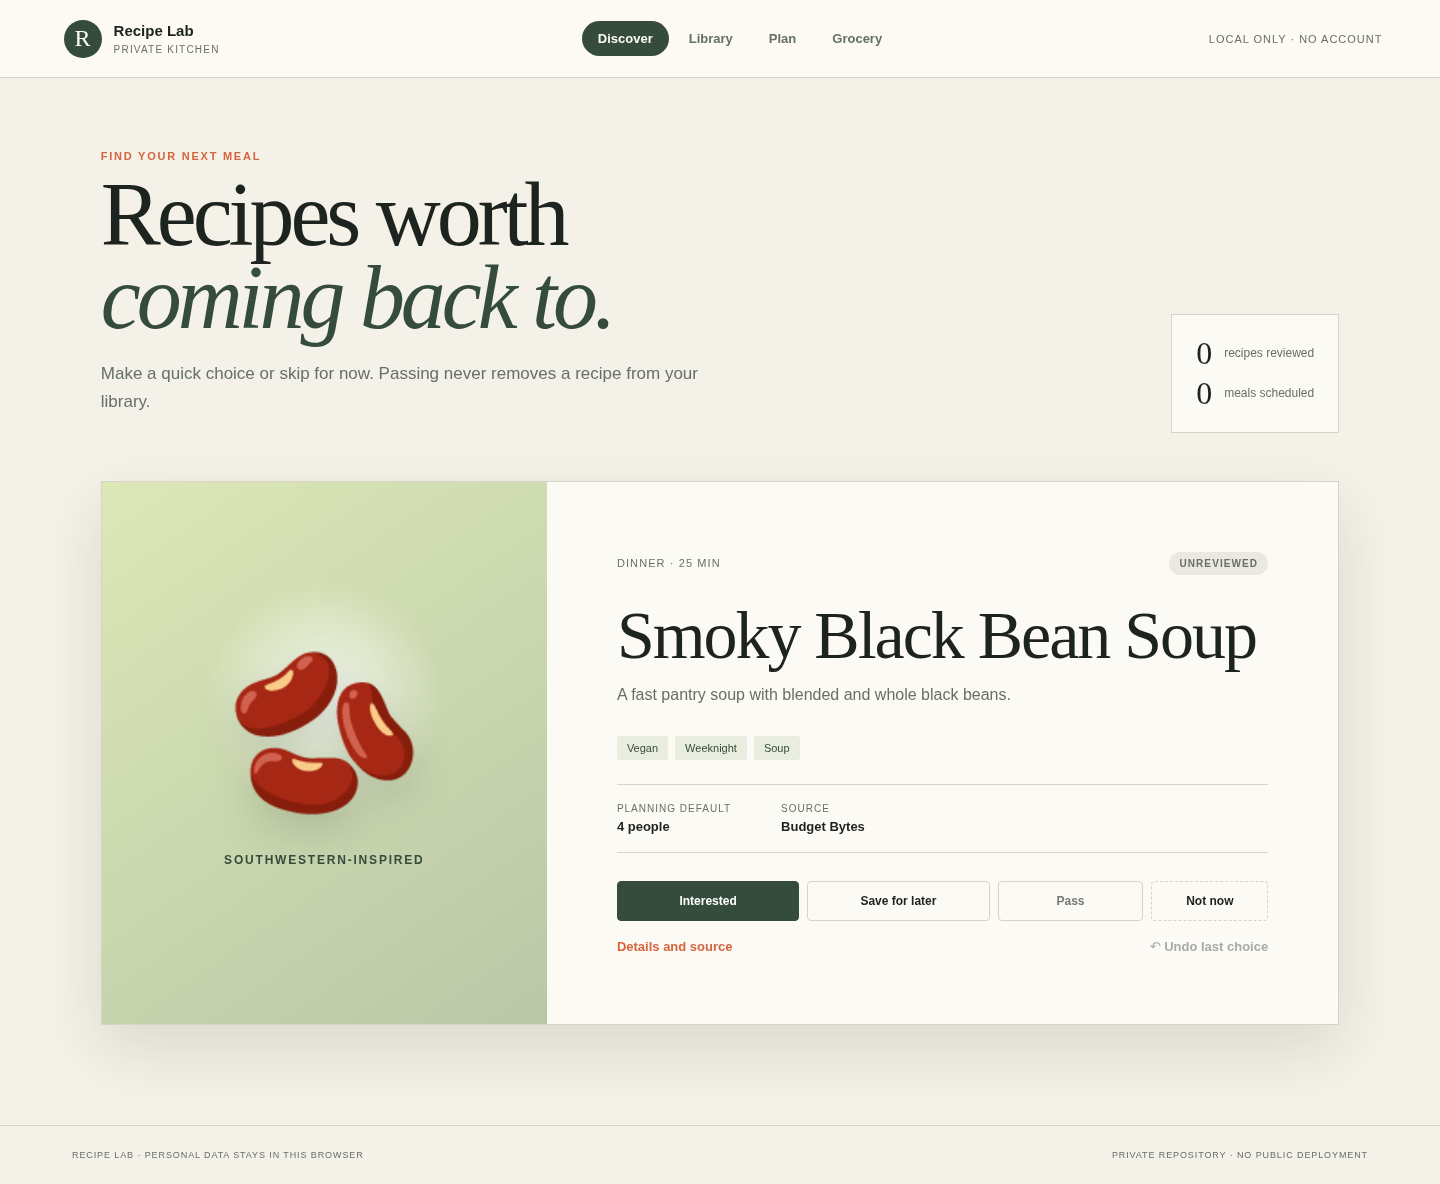 R
Recipe Lab
PRIVATE KITCHEN
Discover
Library
Plan
Grocery
LOCAL ONLY · NO ACCOUNT
FIND YOUR NEXT MEAL
Recipes worth
coming back to.
Make a quick choice or skip for now. Passing never removes a recipe from your
library.
0 recipes reviewed
0 meals scheduled
SOUTHWESTERN-INSPIRED
DINNER · 25 MIN
UNREVIEWED
Smoky Black Bean Soup
A fast pantry soup with blended and whole black beans.
Vegan
Weeknight
Soup
PLANNING DEFAULT
4 people
SOURCE
Budget Bytes
Interested
Save for later
Pass
Not now
Details and source
↶ Undo last choice
RECIPE LAB · PERSONAL DATA STAYS IN THIS BROWSER
PRIVATE REPOSITORY · NO PUBLIC DEPLOYMENT